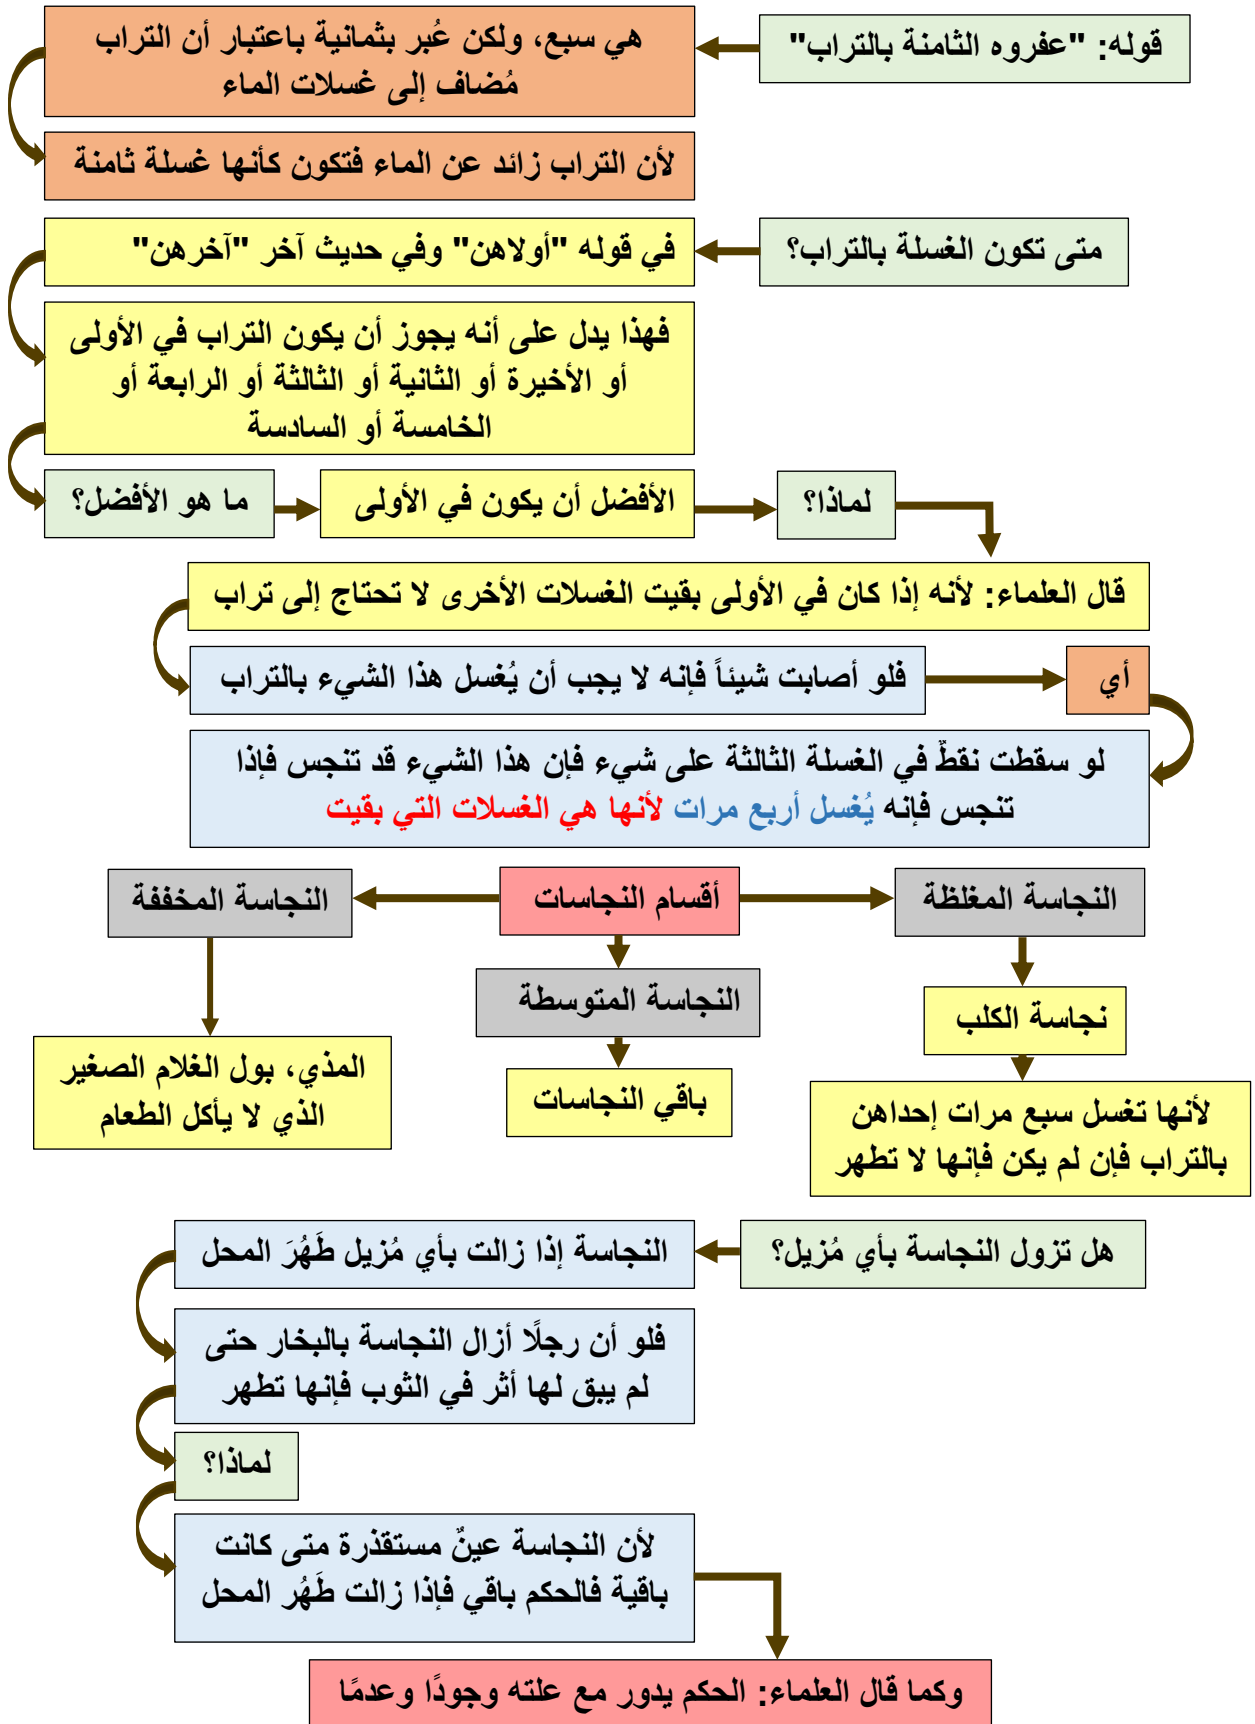 قوله: "عفروه الثامنة بالتراب"
هي سبع، ولكن عُبر بثمانية باعتبار أن التراب
مُضاف إلى غسلات الماء
لأن التراب زائد عن الماء فتكون كأنها غسلة ثامنة
متى تكون الغسلة بالتراب؟
في قوله "أولاهن" وفي حديث آخر "آخرهن"
فهذا يدل على أنه يجوز أن يكون التراب في الأولى
أو الأخيرة أو الثانية أو الثالثة أو الرابعة أو
الخامسة أو السادسة
ما هو الأفضل؟
الأفضل أن يكون في الأولى
لماذا؟
قال العلماء: لأنه إذا كان في الأولى بقيت الغسلات الأخرى لا تحتاج إلى تراب
فلو أصابت شيئاً فإنه لا يجب أن يُغسل هذا الشيء بالتراب
أي
لو سقطت نقطٌ في الغسلة الثالثة على شيء فإن هذا الشيء قد تنجس فإذا
تنجس فإنه يُغسل أربع مرات لأنها هي الغسلات التي بقيت
أقسام النجاسات
النجاسة المغلظة
نجاسة الكلب
لأنها تغسل سبع مرات إحداهن
بالتراب فإن لم يكن فإنها لا تطهر
النجاسة المتوسطة
باقي النجاسات
النجاسة المخففة
المذي، بول الغلام الصغير
الذي لا يأكل الطعام
هل تزول النجاسة بأي مُزيل؟
النجاسة إذا زالت بأي مُزيل طَهُرَ المحل
فلو أن رجلًا أزال النجاسة بالبخار حتى
لم يبق لها أثر في الثوب فإنها تطهر
لماذا؟
لأن النجاسة عينٌ مستقذرة متى كانت
باقية فالحكم باقي فإذا زالت طَهُر المحل
وكما قال العلماء: الحكم يدور مع علته وجودًا وعدمًا